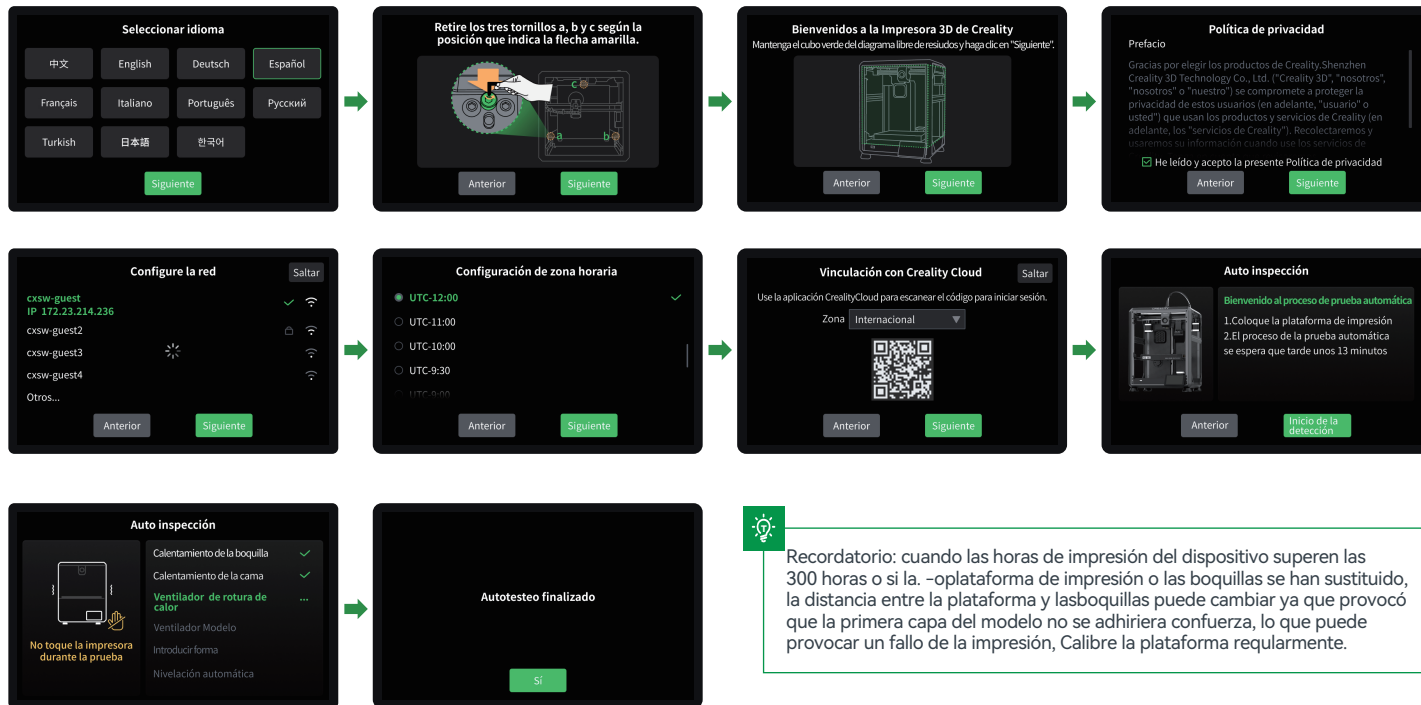 Seleccionar idioma
中文 English Deutsch Español
Français Italiano Português Русский
Turkish 日本語 한국어
Siguiente
Retire los tres tornillos a, b y c según la
posición que indica la flecha amarilla.
c
a b
Anterior Siguiente
Bienvenidos a la Impresora 3D de Creality
Mantenga el cubo verde del diagrama libre de residuos y haga clic en "Siguiente".
Anterior Siguiente
Política de privacidad
Prefacio
Gracias por elegir los productos de Creality.Shenzhen
Creality 3D Technology Co., Ltd. ("Creality 3D", "nosotros",
"nosotros" o "nuestro") se compromete a proteger la
privacidad de estos usuarios (en adelante, "usuario" o
usted") que usan los productos y servicios de Creality (en
adelante, los "servicios de Creality"). Recolectaremos y
usaremos su información cuando use los servicios de
He leído y acepto la presente Política de privacidad
Anterior Siguiente
Configure la red Saltar
cxsw-guest
IP 172.23.214.236
cxsw-guest2
cxsw-guest3
cxsw-guest4
Otros...
Anterior Siguiente
Configuración de zona horaria
UTC-12:00
UTC-11:00
UTC-10:00
UTC-9:30
UTC-9:00
Anterior Siguiente
Vinculación con Creality Cloud Saltar
Use la aplicación CrealityCloud para escanear el código para iniciar sesión.
Zona Internacional
Anterior Siguiente
Auto inspección
Bienvenido al proceso de prueba automática
1.Coloque la plataforma de impresión
2.El proceso de la prueba automática
se espera que tarde unos 13 minutos
Anterior Inicio de la
detección
Auto inspección
No toque la impresora
durante la prueba
Calentamiento de la boquilla
Calentamiento de la cama
Ventilador de rotura de ...
calor
Ventilador Modelo
Introducir forma
Nivelación automática
Autotesteo finalizado
Sí
Recordatorio: cuando las horas de impresión del dispositivo superen las
300 horas o si la. -oplataforma de impresión o las boquillas se han sustituido,
la distancia entre la plataforma y lasboquillas puede cambiar ya que provocó
que la primera capa del modelo no se adhiriera confuerza, lo que puede
provocar un fallo de la impresión, Calibre la plataforma reqularmente.